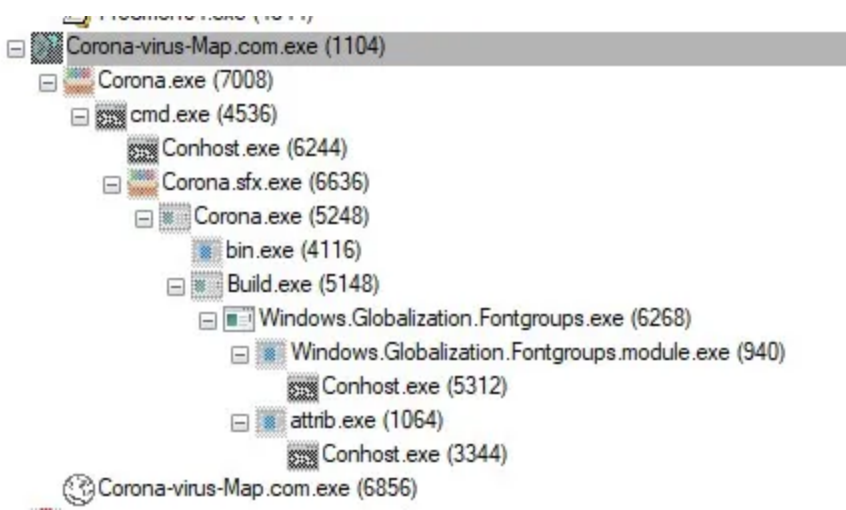 Corona-virus-Map.com.exe (1104)
Corona.exe (7008)
cmd.exe (4536)
Conhost.exe (6244)
Corona.sfx.exe (6636)
Corona.exe (5248)
bin.exe (4116)
Build.exe (5148)
Windows.Globalization.Fontgroups.exe (6268)
Windows.Globalization.Fontgroups.module.exe (940)
Conhost.exe (5312)
attrib.exe (1064)
Conhost.exe (3344)
Corona-virus-Map.com.exe (6856)